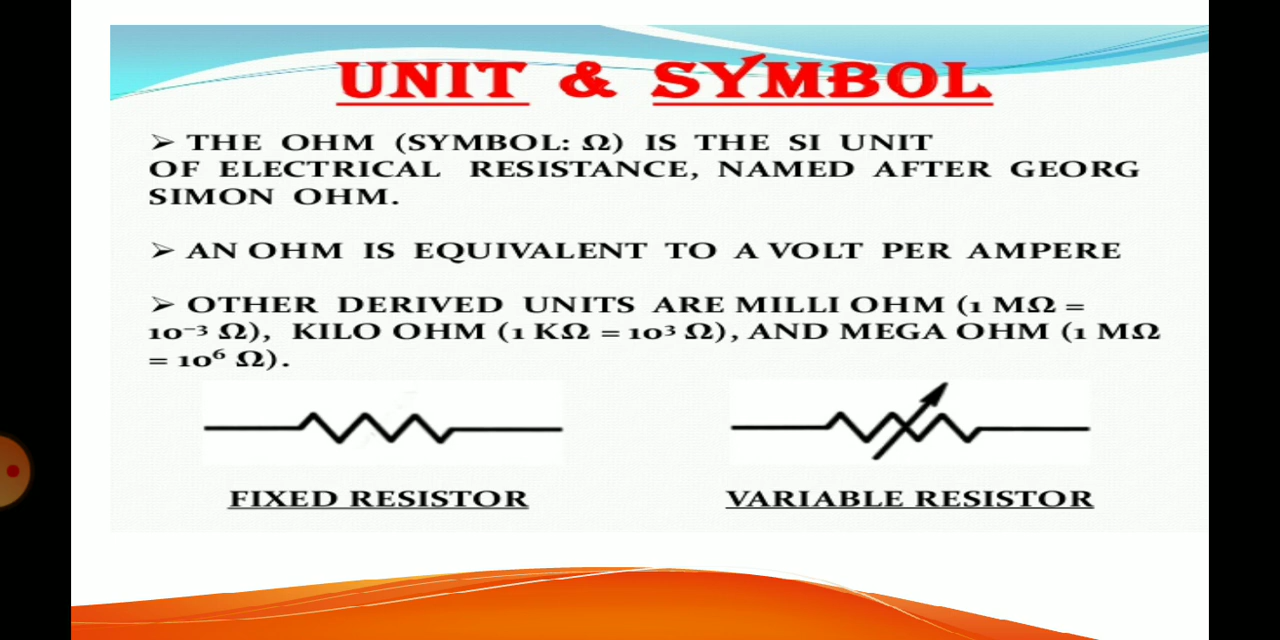 UNIT & SYMBOL
➢ THE OHM (SYMBOL: Ω) IS THE SI UNIT
OF ELECTRICAL RESISTANCE, NAMED AFTER GEORG
SIMON OHM.
➢ AN OHM IS EQUIVALENT TO A VOLT PER AMPERE
➢ OTHER DERIVED UNITS ARE MILLI OHM (1 MΩ =
10⁻³ Ω), KILO OHM (1 KΩ = 10³ Ω), AND MEGA OHM (1 MΩ
= 10⁶ Ω).
FIXED RESISTOR
VARIABLE RESISTOR